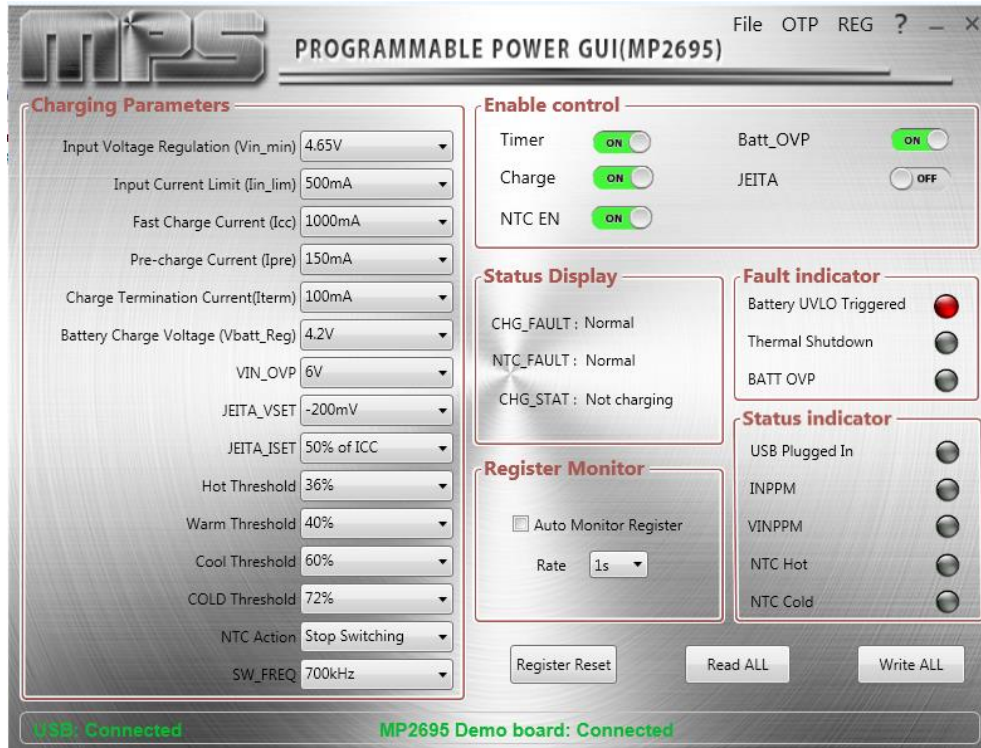 MPS
PROGRAMMABLE POWER GUI(MP2695)
File OTP REG ? – ×
Charging Parameters
Input Voltage Regulation (Vin_min) 4.65V
Input Current Limit (Iin_lim) 500mA
Fast Charge Current (Icc) 1000mA
Pre-charge Current (Ipre) 150mA
Charge Termination Current(Iterm) 100mA
Battery Charge Voltage (Vbatt_Reg) 4.2V
VIN_OVP 6V
JEITA_VSET -200mV
JEITA_ISET 50% of ICC
Hot Threshold 36%
Warm Threshold 40%
Cool Threshold 60%
COLD Threshold 72%
NTC Action Stop Switching
SW_FREQ 700kHz
Enable control
Timer ON
Batt_OVP ON
Charge ON
JEITA OFF
NTC EN ON
Status Display
CHG_FAULT : Normal
NTC_FAULT : Normal
CHG_STAT : Not charging
Fault indicator
Battery UVLO Triggered
Thermal Shutdown
BATT OVP
Register Monitor
Auto Monitor Register
Rate 1s
Status indicator
USB Plugged In
INPPM
VINPPM
NTC Hot
NTC Cold
Register Reset
Read ALL
Write ALL
USB: Connected
MP2695 Demo board: Connected